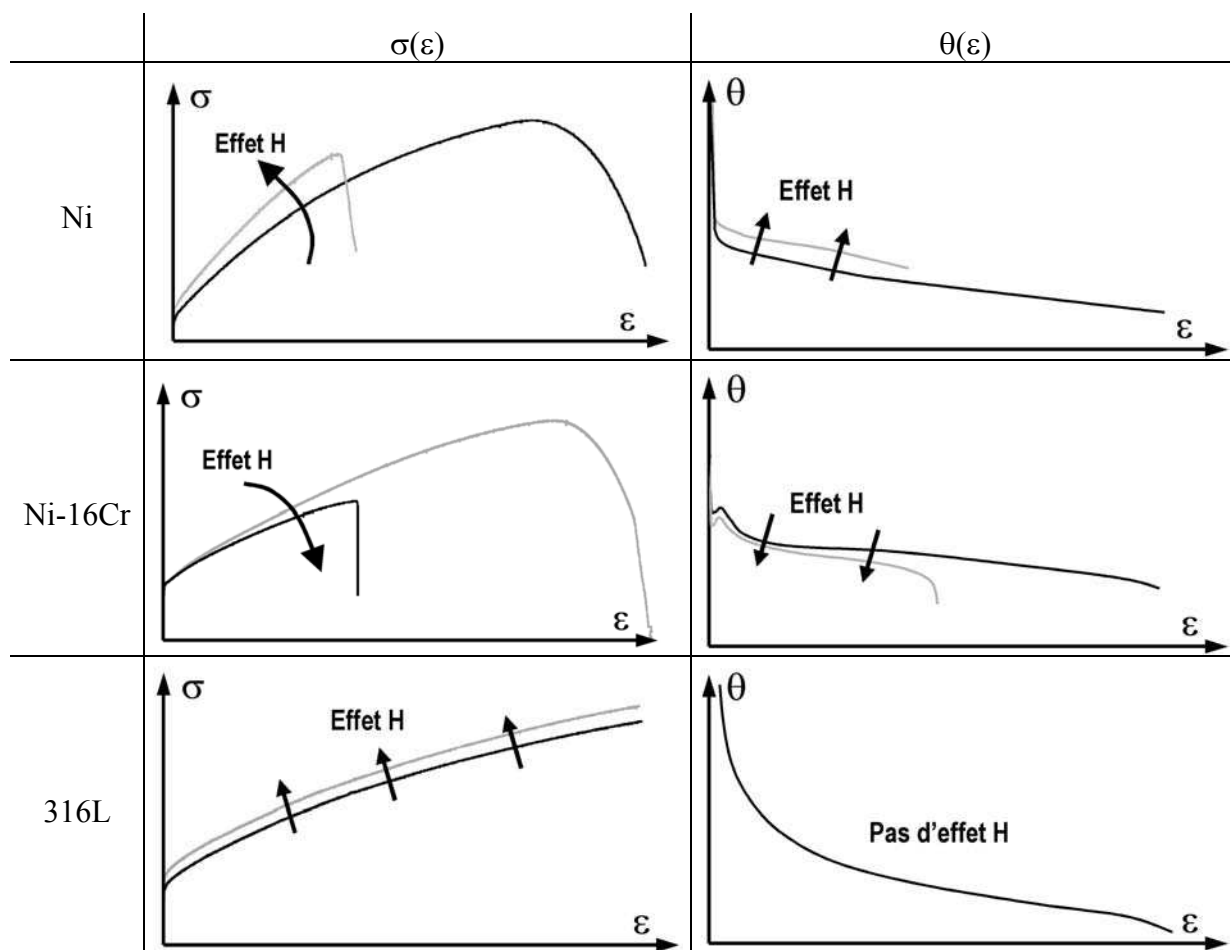 σ(ε)
θ(ε)
Ni
σ
Effet H
ε
θ
Effet H
ε
Ni-16Cr
σ
Effet H
ε
θ
Effet H
ε
316L
σ
Effet H
ε
θ
Pas d'effet H
ε